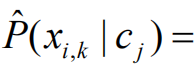 P̂(x_{i,k} | c_j) =